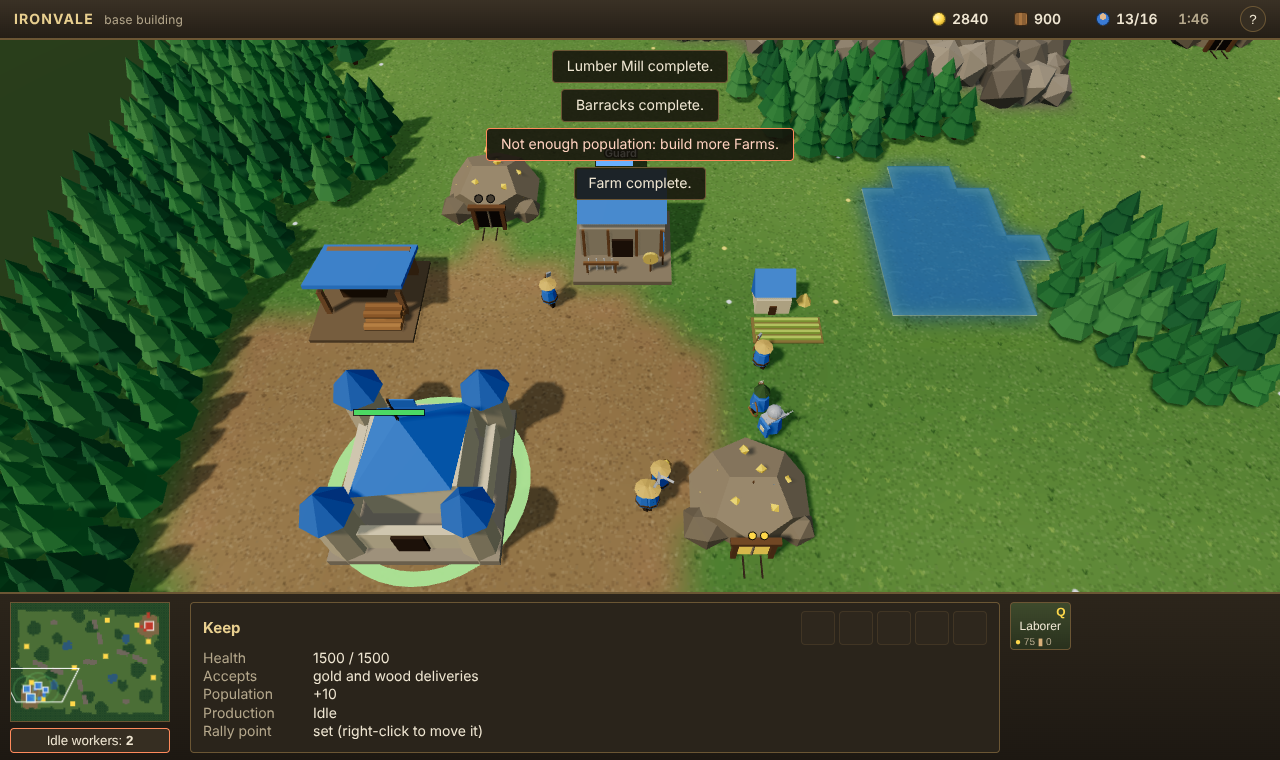 IRONVALE base building 2840 900 13/16 1:46 ?
Lumber Mill complete.
Barracks complete.
Not enough population: build more Farms.
Guard
Farm complete.
Keep
Health 1500 / 1500
Accepts gold and wood deliveries
Population +10
Production Idle
Rally point set (right-click to move it)
Q
Laborer
75 0
Idle workers: 2